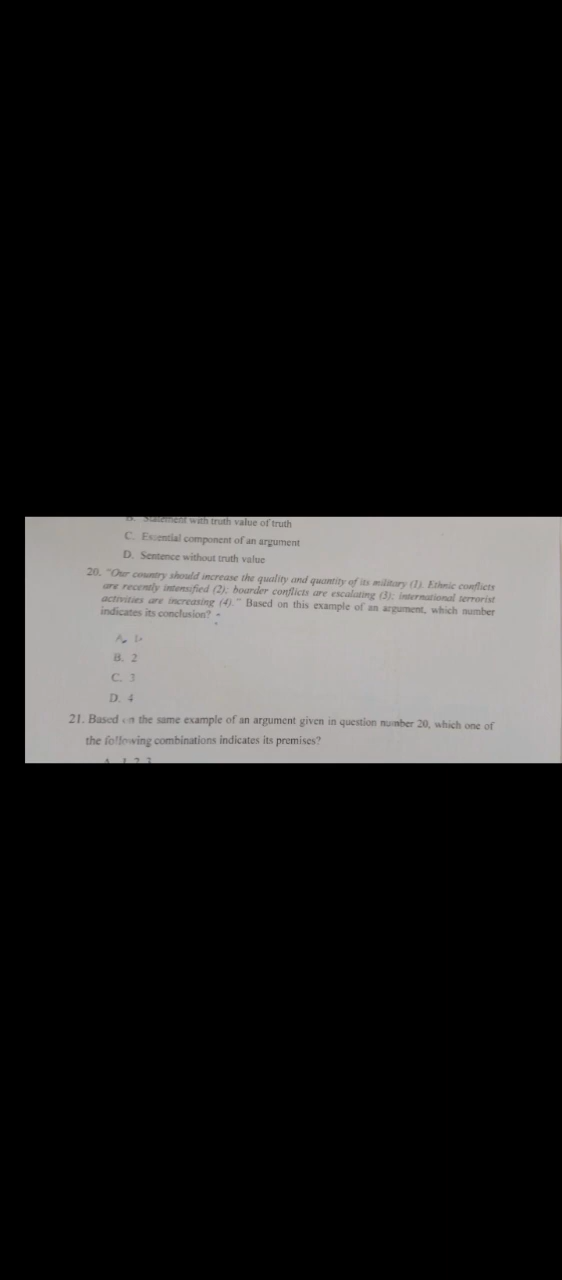 B. Statement with truth value of truth
C. Essential component of an argument
D. Sentence without truth value
20. "Our country should increase the quality and quantity of its military (1). Ethnic conflicts
are recently intensified (2); boarder conflicts are escalating (3); international terrorist
activities are increasing (4)." Based on this example of an argument, which number
indicates its conclusion?
A. 1
B. 2
C. 3
D. 4
21. Based on the same example of an argument given in question number 20, which one of
the following combinations indicates its premises?